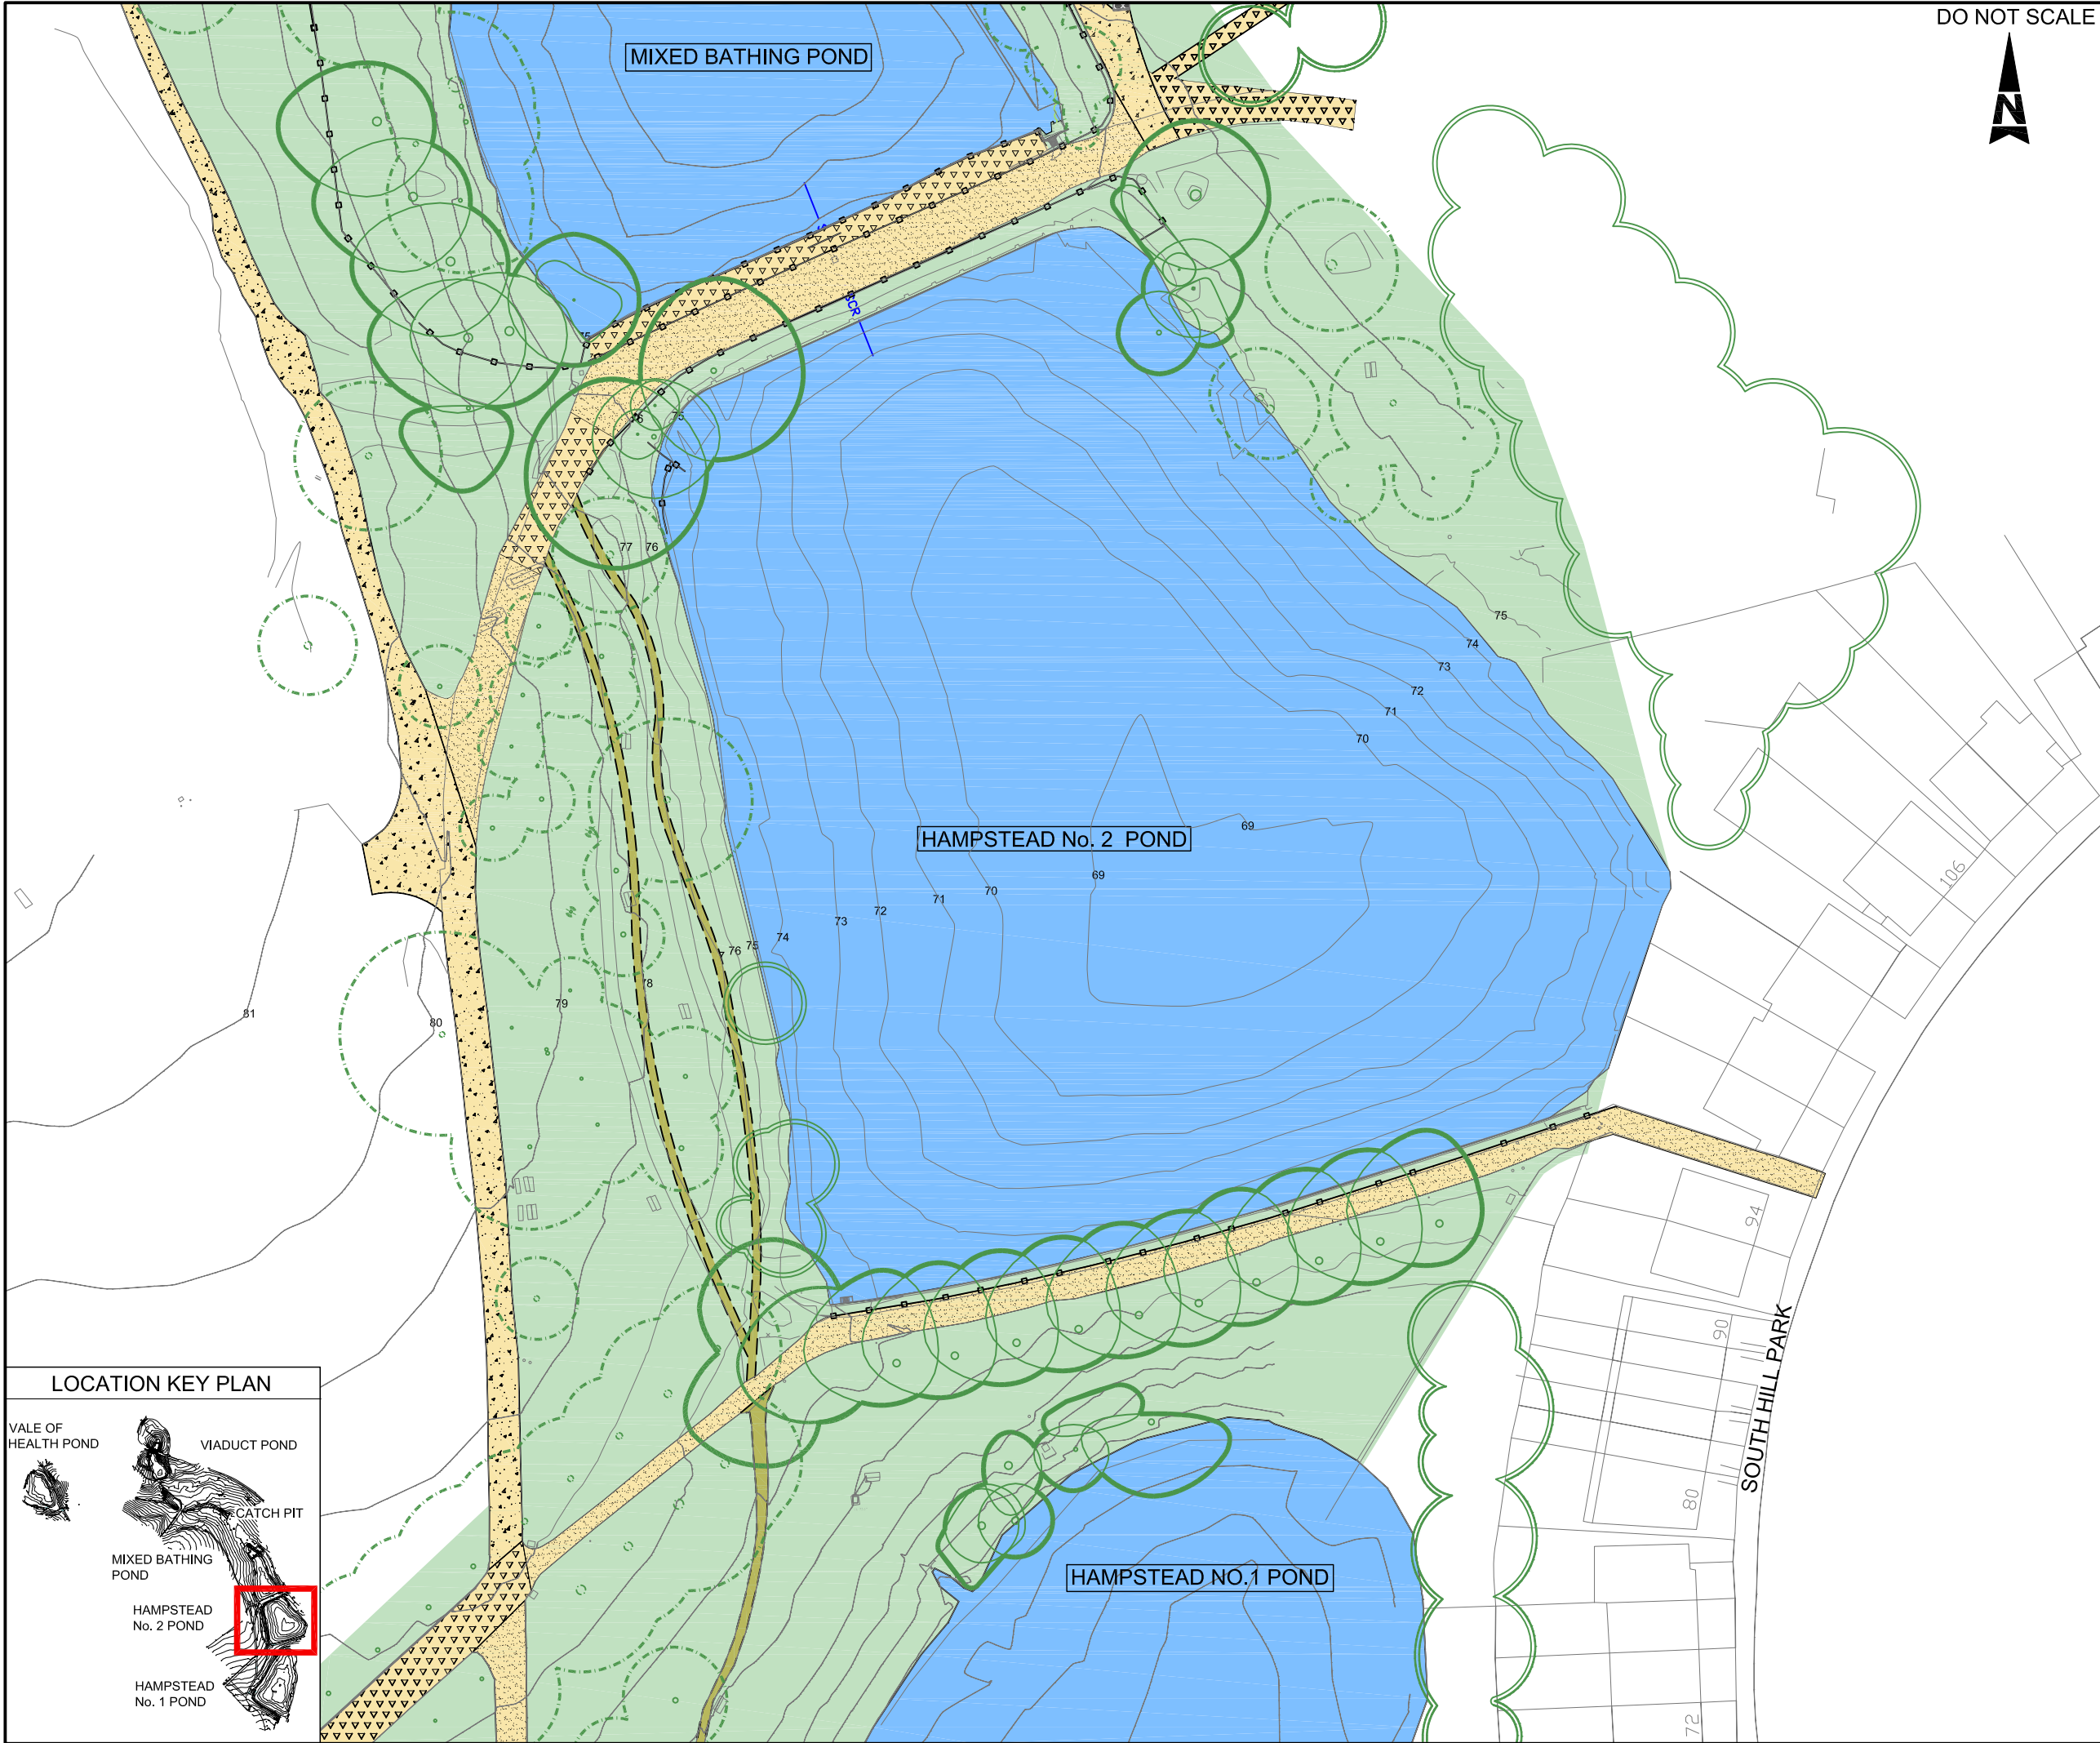 DO NOT SCALE
N
MIXED BATHING POND
SCR
76
75
77
76
75
74
73
72
71
70
HAMPSTEAD No. 2 POND
69
69
70
71
72
73
74
75
76
78
79
80
81
106
94
90
80
72
SOUTH HILL PARK
HAMPSTEAD NO.1 POND
LOCATION KEY PLAN
VALE OF
HEALTH POND
VIADUCT POND
CATCH PIT
MIXED BATHING
POND
HAMPSTEAD
No. 2 POND
HAMPSTEAD
No. 1 POND